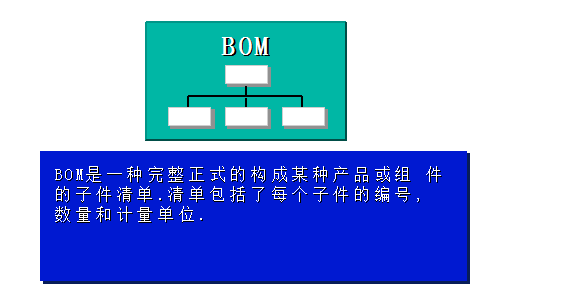 BOM
BOM是一种完整正式的构成某种产品或组 件
的子件清单.清单包括了每个子件的编号,
数量和计量单位.